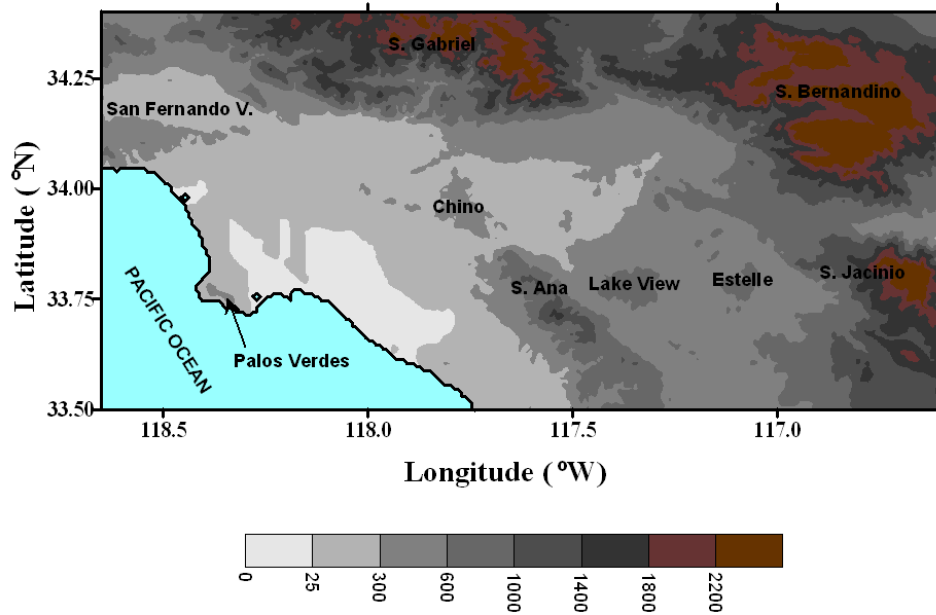 S. Gabriel
34.25
S. Bernandino
San Fernando V.
34.00
Chino
Latitude ( °N)
S. Jacinio
Estelle
Lake View
S. Ana
33.75
PACIFIC OCEAN
Palos Verdes
33.50
118.5 118.0 117.5 117.0
Longitude ( °W)
0 25 300 600 1000 1400 1800 2200